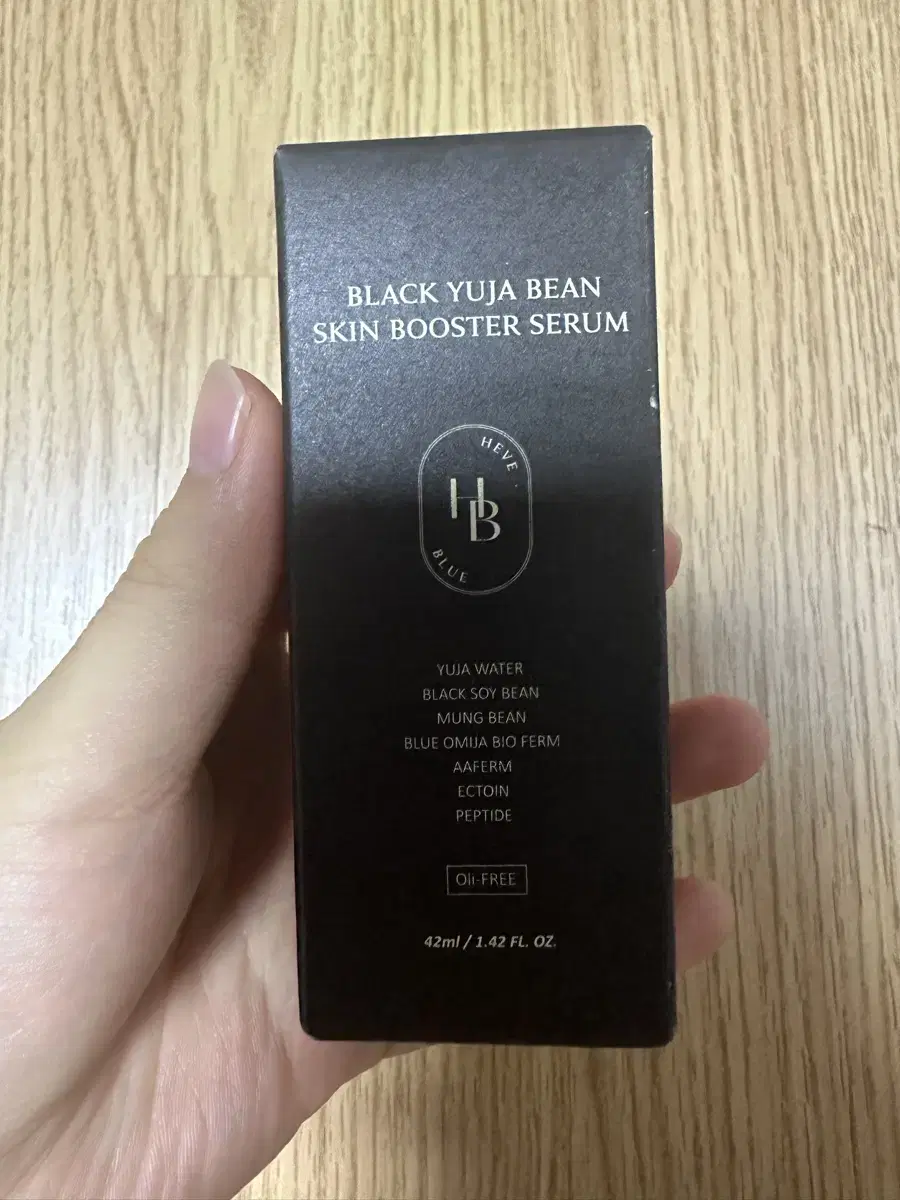 BLACK YUJA BEAN
SKIN BOOSTER SERUM
HEVE
HB
BLUE
YUJA WATER
BLACK SOY BEAN
MUNG BEAN
BLUE OMIJA BIO FERM
AAFERM
ECTOIN
PEPTIDE
Oli-FREE
42ml / 1.42 FL. OZ.